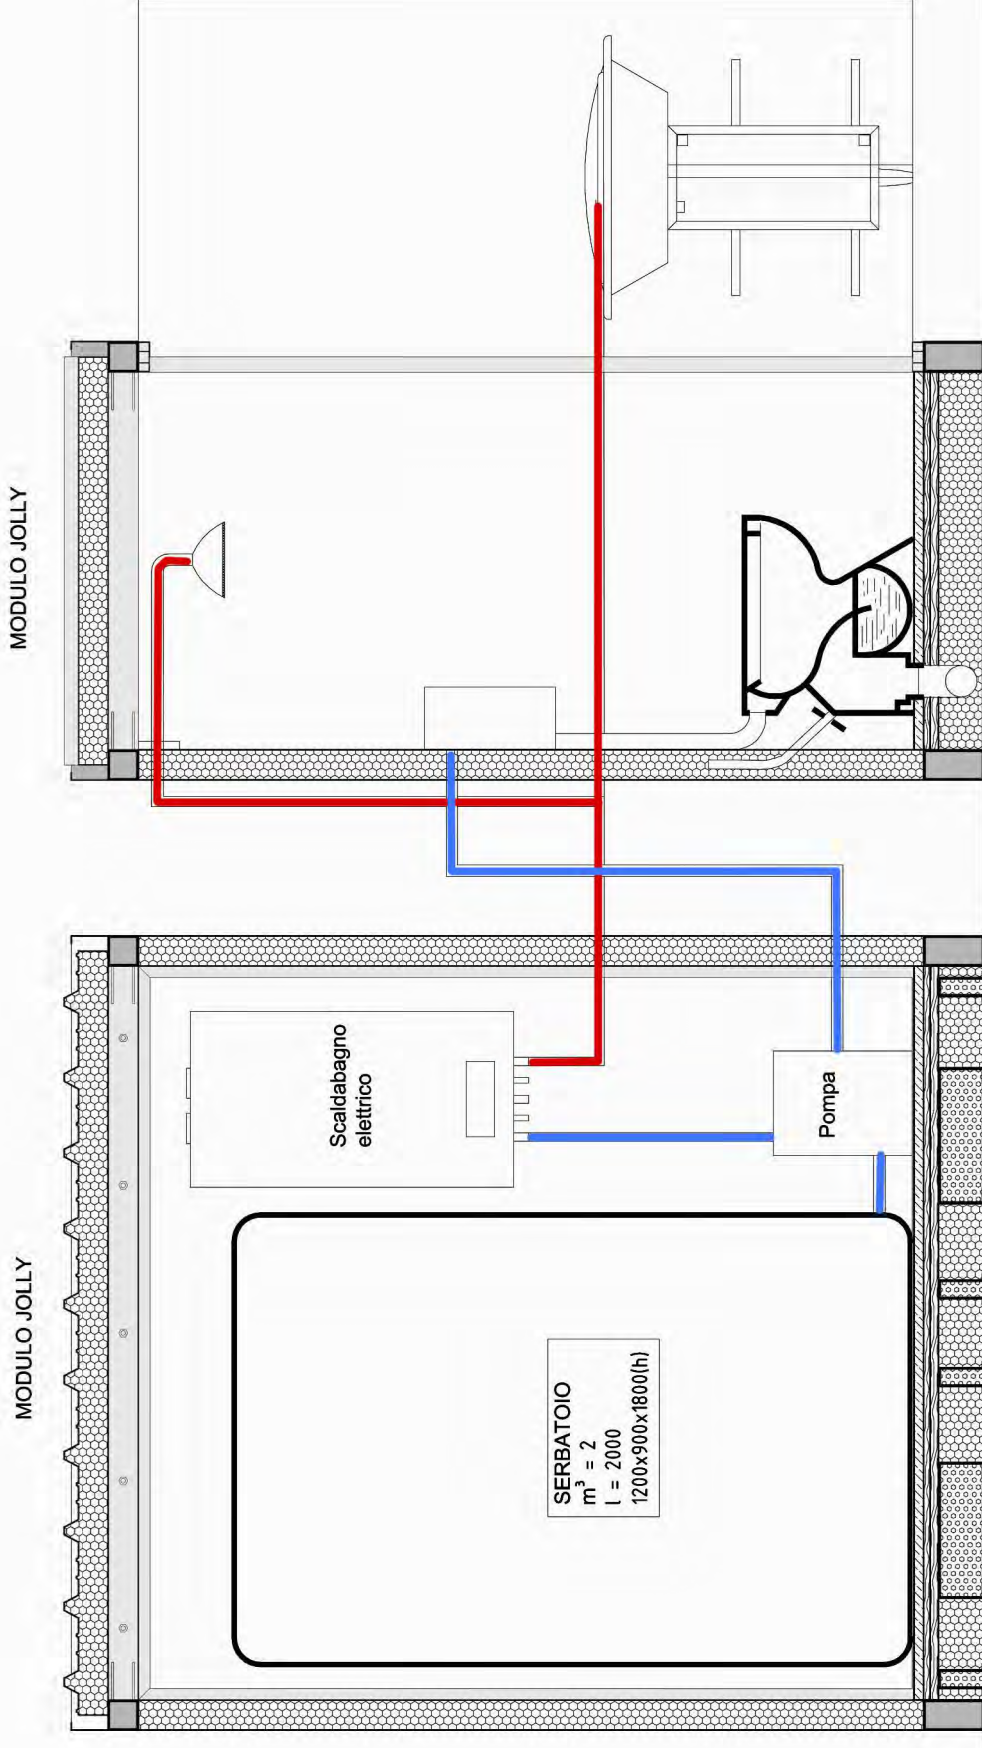 MODULO JOLLY
MODULO JOLLY
Scaldabagno
elettrico
Pompa
SERBATOIO
m³ = 2
l = 2000
1200x900x1800(h)